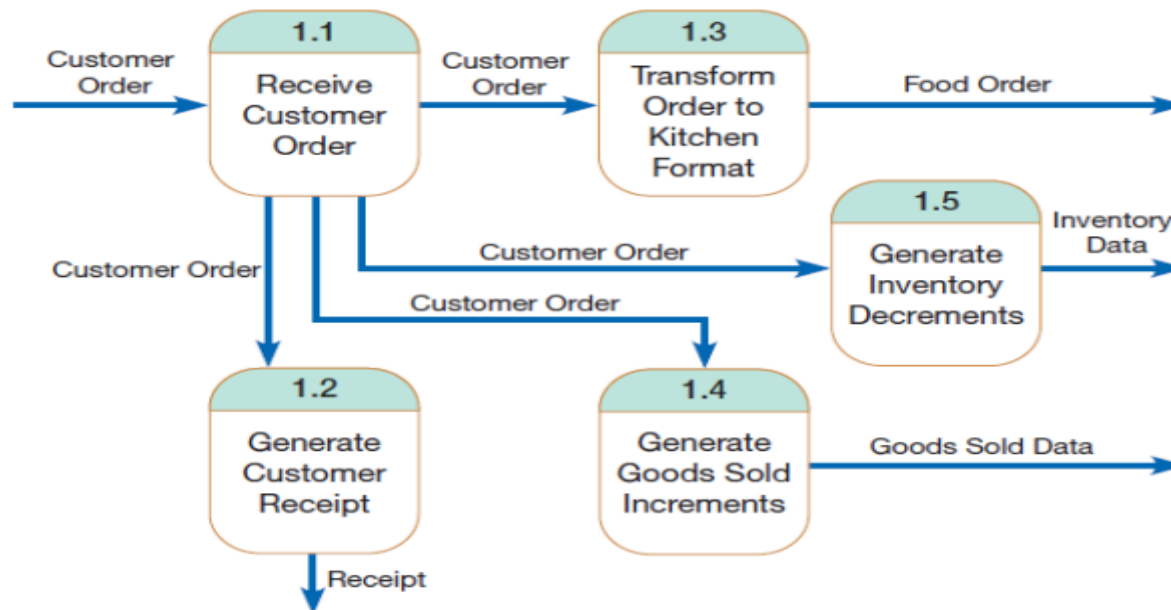 1.1
1.3
Customer
Order
Receive
Customer
Order
Customer
Order
Transform
Order to
Kitchen
Format
Food Order
1.5
Customer Order
Customer Order
Generate
Inventory
Decrements
Inventory
Data
Customer Order
1.2
1.4
Generate
Customer
Receipt
Generate
Goods Sold
Increments
Goods Sold Data
Receipt